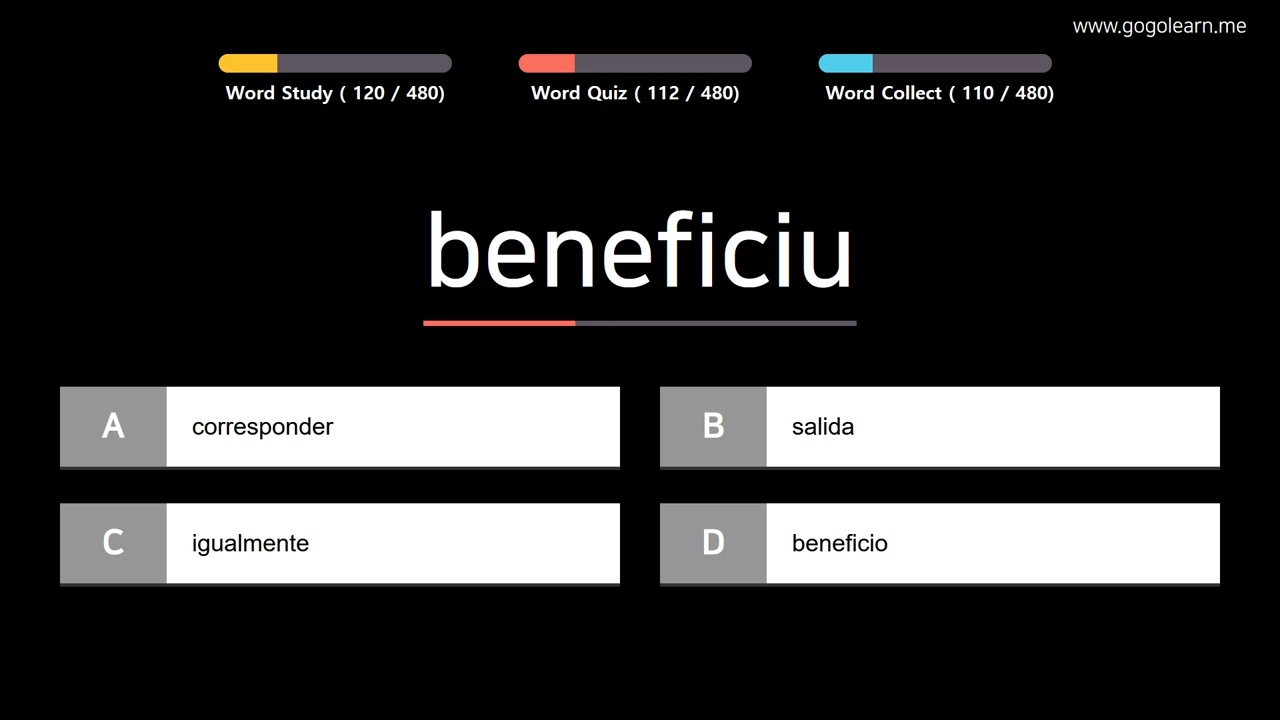 www.gogolearn.me
Word Study ( 120 / 480)
Word Quiz ( 112 / 480)
Word Collect ( 110 / 480)
beneficiu
A
corresponder
B
salida
C
igualmente
D
beneficio